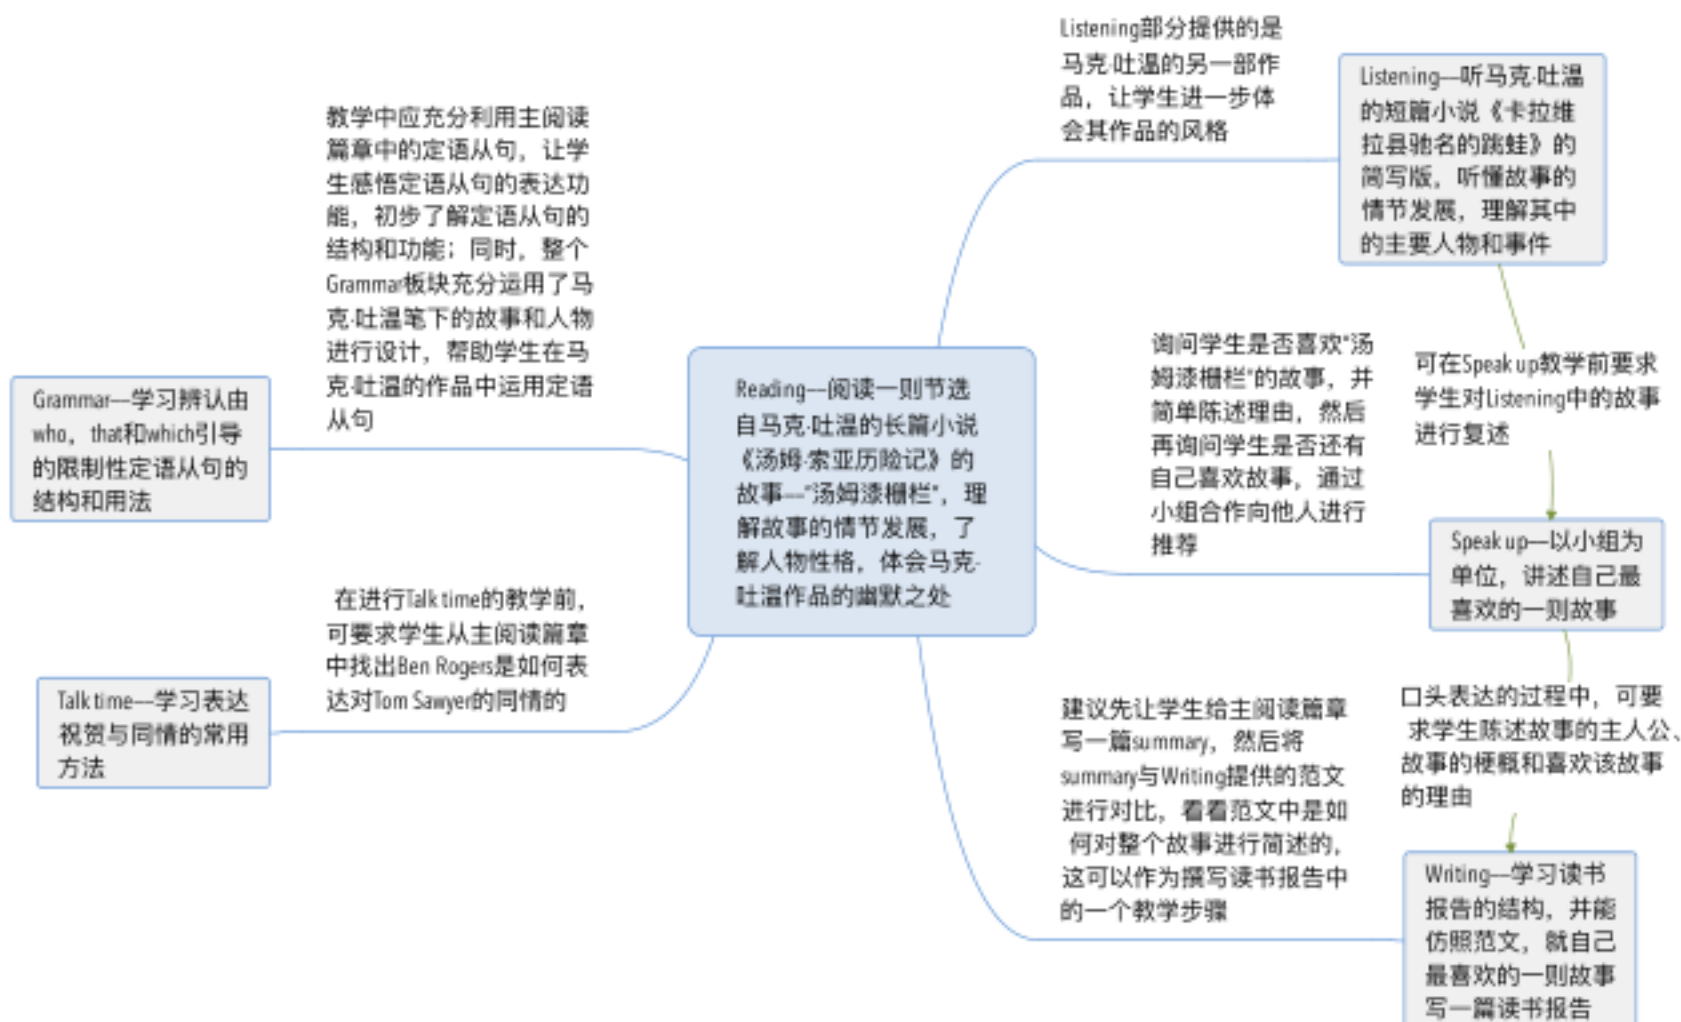 Listening部分提供的是
马克·吐温的另一部作
品，让学生进一步体
会其作品的风格
Listening—听马克·吐温
的短篇小说《卡拉维
拉县驰名的跳蛙》的
简写版，听懂故事的
情节发展，理解其中
的主要人物和事件
教学中应充分利用主阅读
篇章中的定语从句，让学
生感悟定语从句的表达功
能，初步了解定语从句的
结构和功能；同时，整个
Grammar板块充分运用了马
克·吐温笔下的故事和人物
进行设计，帮助学生在马
克·吐温的作品中运用定语
从句
Grammar—学习辨认由
who，that和which引导
的限制性定语从句的
结构和用法
Reading—阅读一则节选
自马克·吐温的长篇小说
《汤姆·索亚历险记》的
故事—"汤姆漆栅栏"，理
解故事的情节发展，了
解人物性格，体会马克·
吐温作品的幽默之处
询问学生是否喜欢"汤
姆漆栅栏"的故事，并
简单陈述理由，然后
再询问学生是否还有
自己喜欢故事，通过
小组合作向他人进行
推荐
可在Speak up教学前要求
学生对Listening中的故事
进行复述
Speak up—以小组为
单位，讲述自己最
喜欢的一则故事
在进行Talk time的教学前，
可要求学生从主阅读篇章
中找出Ben Rogers是如何表
达对Tom Sawyer的同情的
Talk time—学习表达
祝贺与同情的常用
方法
建议先让学生给主阅读篇章
写一篇summary，然后将
summary与Writing提供的范文
进行对比，看看范文中是如
何对整个故事进行简述的，
这可以作为撰写读书报告中
的一个教学步骤
口头表达的过程中，可要
求学生陈述故事的主人公、
故事的梗概和喜欢该故事
的理由
Writing—学习读书
报告的结构，并能
仿照范文，就自己
最喜欢的一则故事
写一篇读书报告